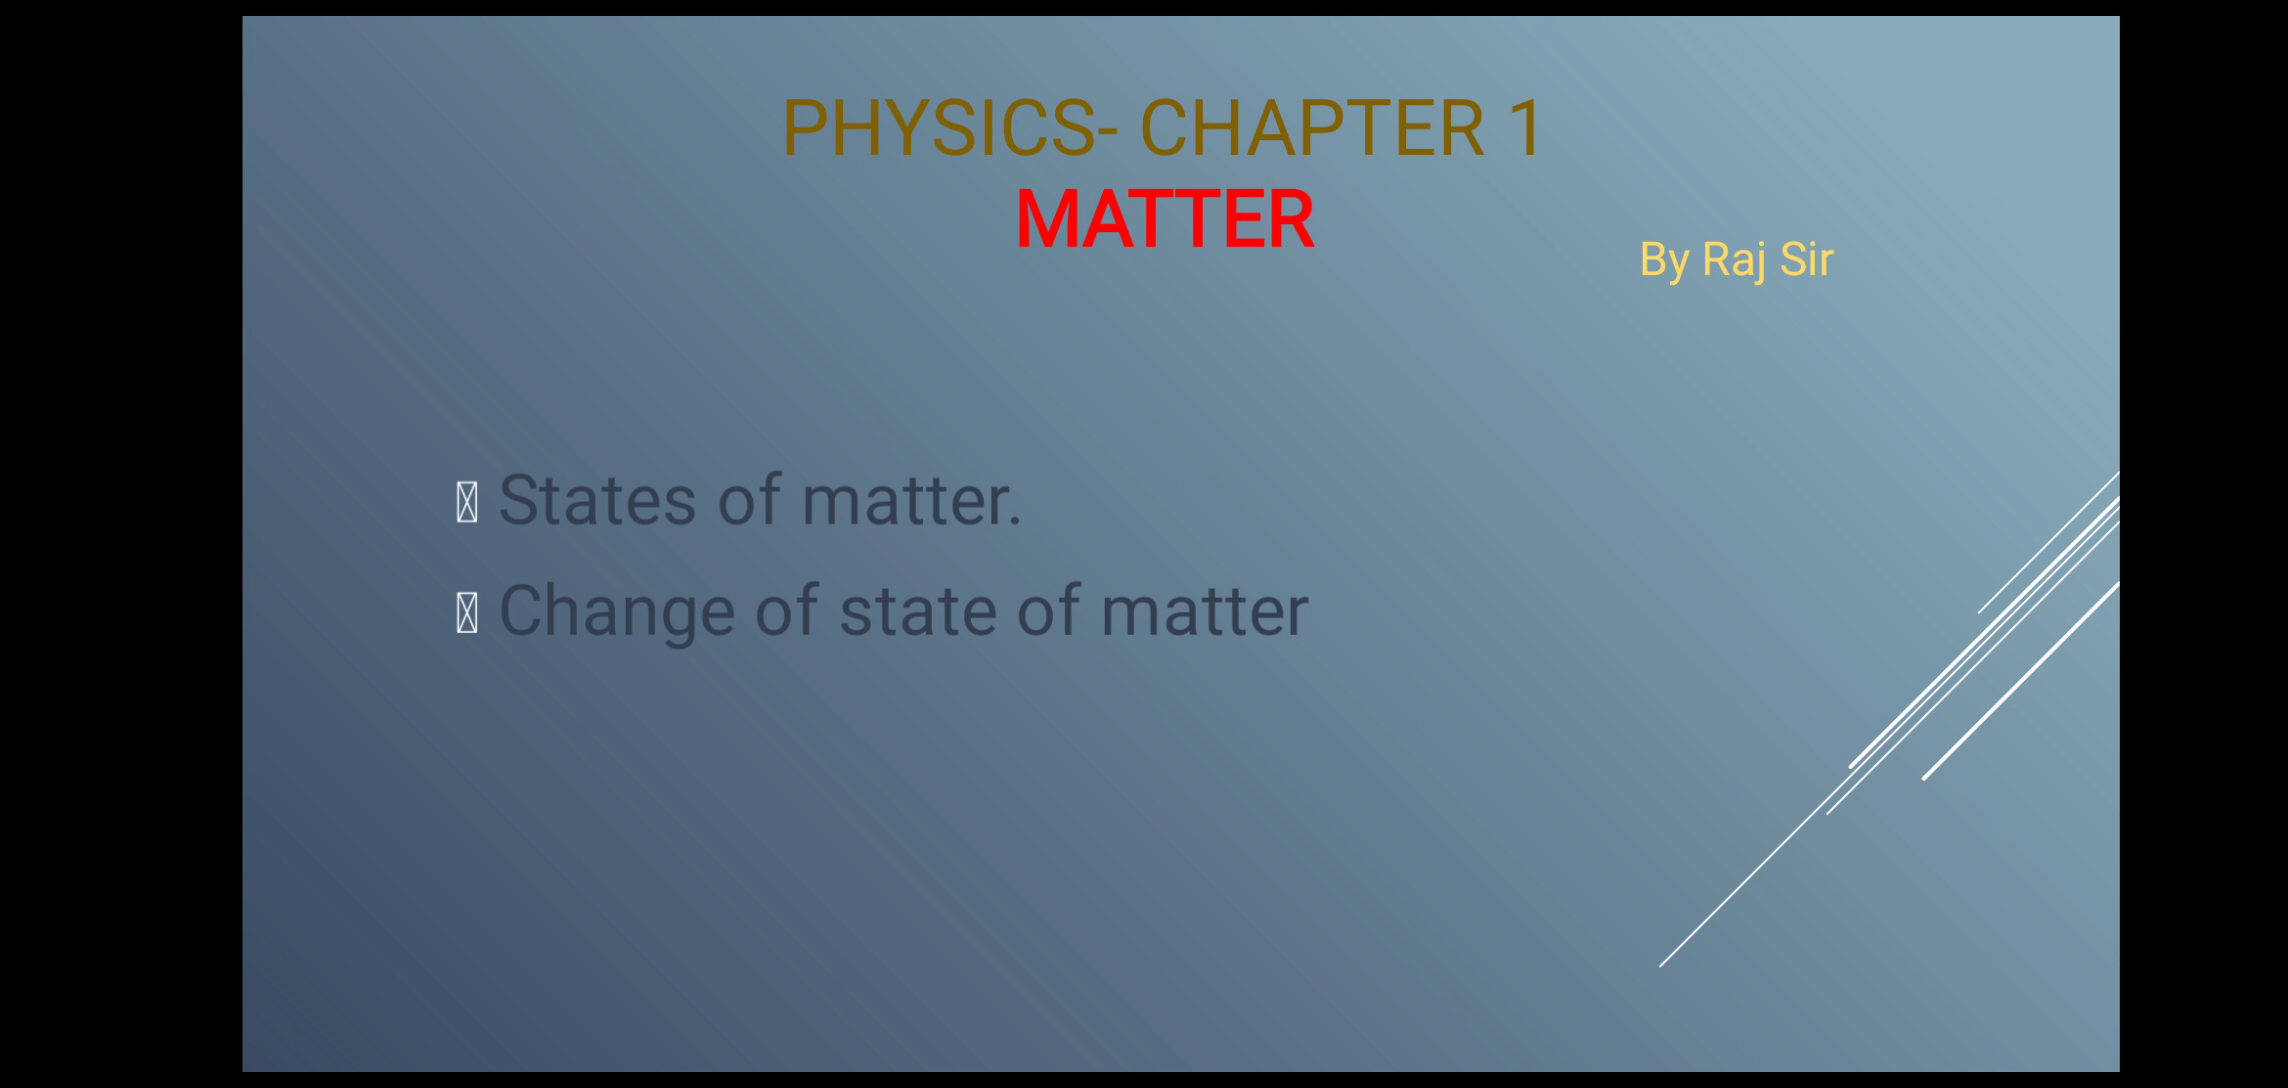 PHYSICS- CHAPTER 1
MATTER
By Raj Sir
States of matter.
Change of state of matter